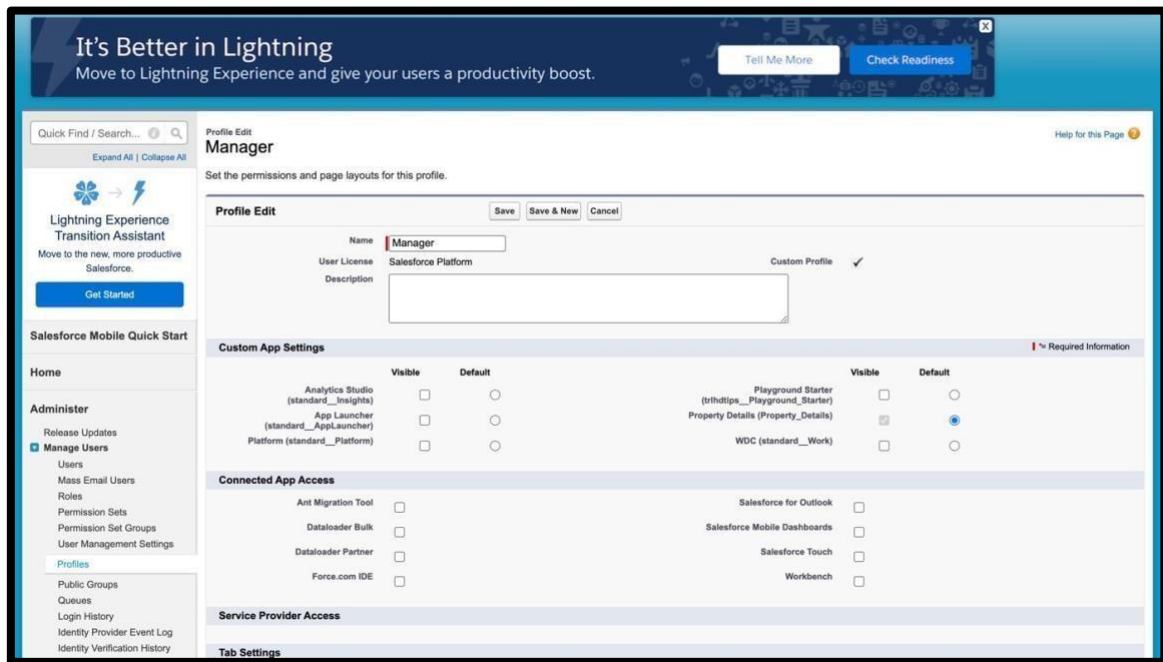 It's Better in Lightning
Move to Lightning Experience and give your users a productivity boost.
Tell Me More
Check Readiness
X
Quick Find / Search...
Expand All | Collapse All
Lightning Experience
Transition Assistant
Move to the new, more productive
Salesforce.
Get Started
Salesforce Mobile Quick Start
Home
Administer
Release Updates
Manage Users
Users
Mass Email Users
Roles
Permission Sets
Permission Set Groups
User Management Settings
Profiles
Public Groups
Queues
Login History
Identity Provider Event Log
Identity Verification History
Profile Edit
Manager
Help for this Page ?
Set the permissions and page layouts for this profile.
Profile Edit Save Save & New Cancel
Name Manager
User License Salesforce Platform Custom Profile
Description
Custom App Settings = Required Information
Visible Default Visible Default
Analytics Studio
(standard__Insights)
Playground Starter
(trlhdtips__Playground_Starter)
App Launcher
(standard__AppLauncher)
Property Details (Property_Details)
Platform (standard__Platform) WDC (standard__Work)
Connected App Access
Ant Migration Tool Salesforce for Outlook
Dataloader Bulk Salesforce Mobile Dashboards
Dataloader Partner Salesforce Touch
Force.com IDE Workbench
Service Provider Access
Tab Settings